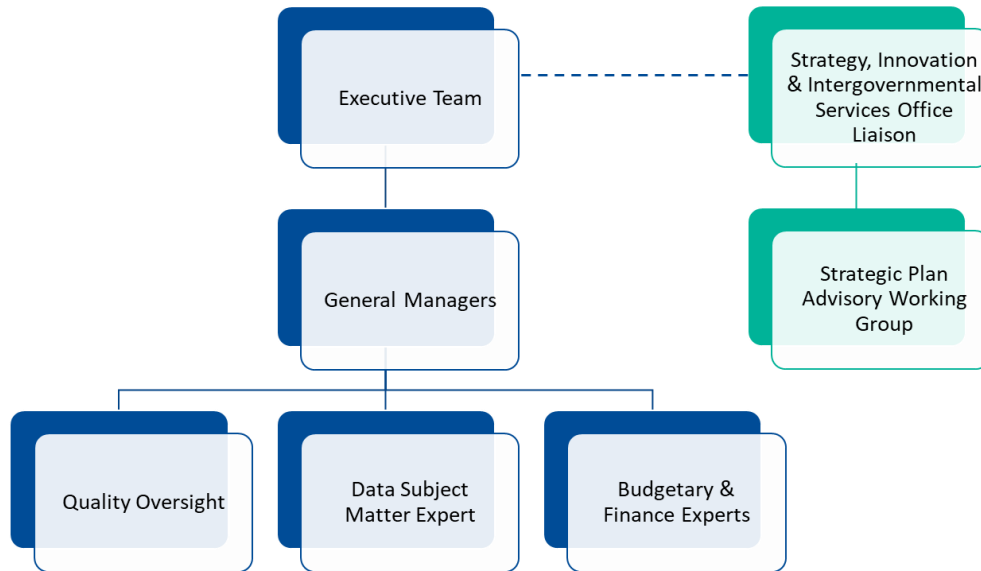 Executive Team
Strategy, Innovation
& Intergovernmental
Services Office
Liaison
General Managers
Strategic Plan
Advisory Working
Group
Quality Oversight
Data Subject
Matter Expert
Budgetary &
Finance Experts